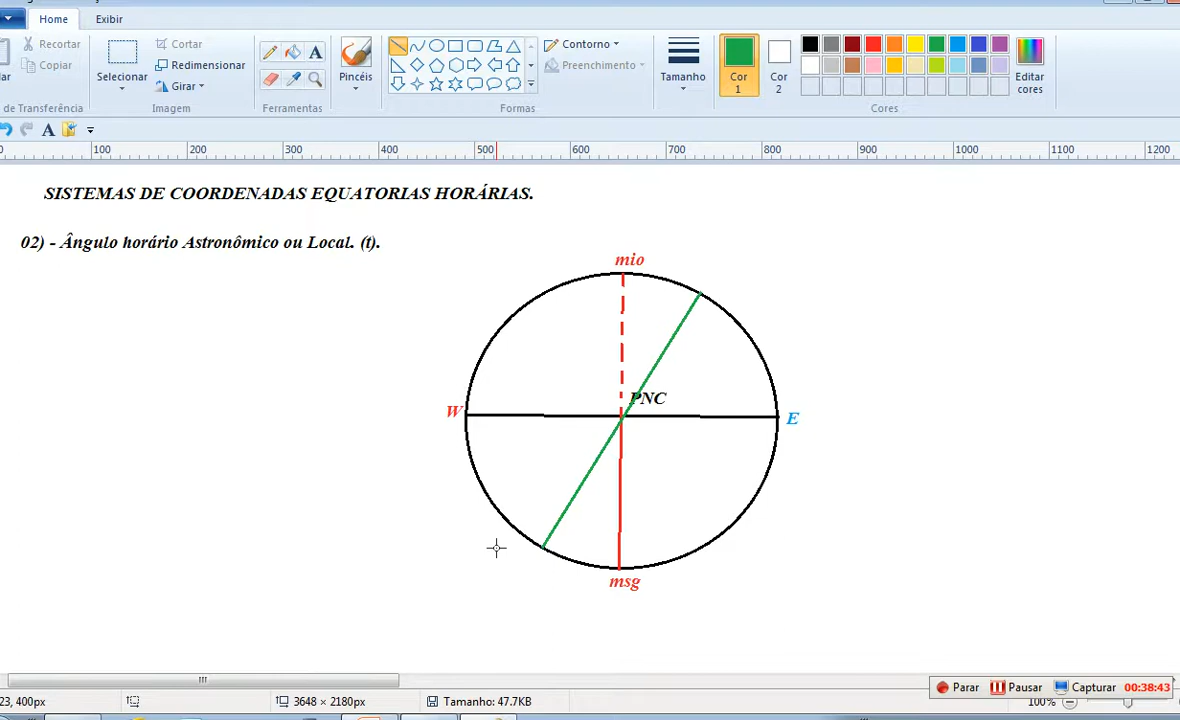 Home Exibir
Recortar
Copiar
de Transferência
Selecionar
Cortar
Redimensionar
Girar
Imagem
A
Ferramentas
Pincéis
Formas
Contorno
Preenchimento
Tamanho
Cor 1
Cor 2
Editar cores
Cores
A
100 200 300 400 500 600 700 800 900 1000 1100 1200
SISTEMAS DE COORDENADAS EQUATORIAS HORÁRIAS.
02) - Ângulo horário Astronômico ou Local. (t).
mio
PNC
W
E
msg
Parar Pausar Capturar 00:38:43
23, 400px 3648 × 2180px Tamanho: 47.7KB 100%